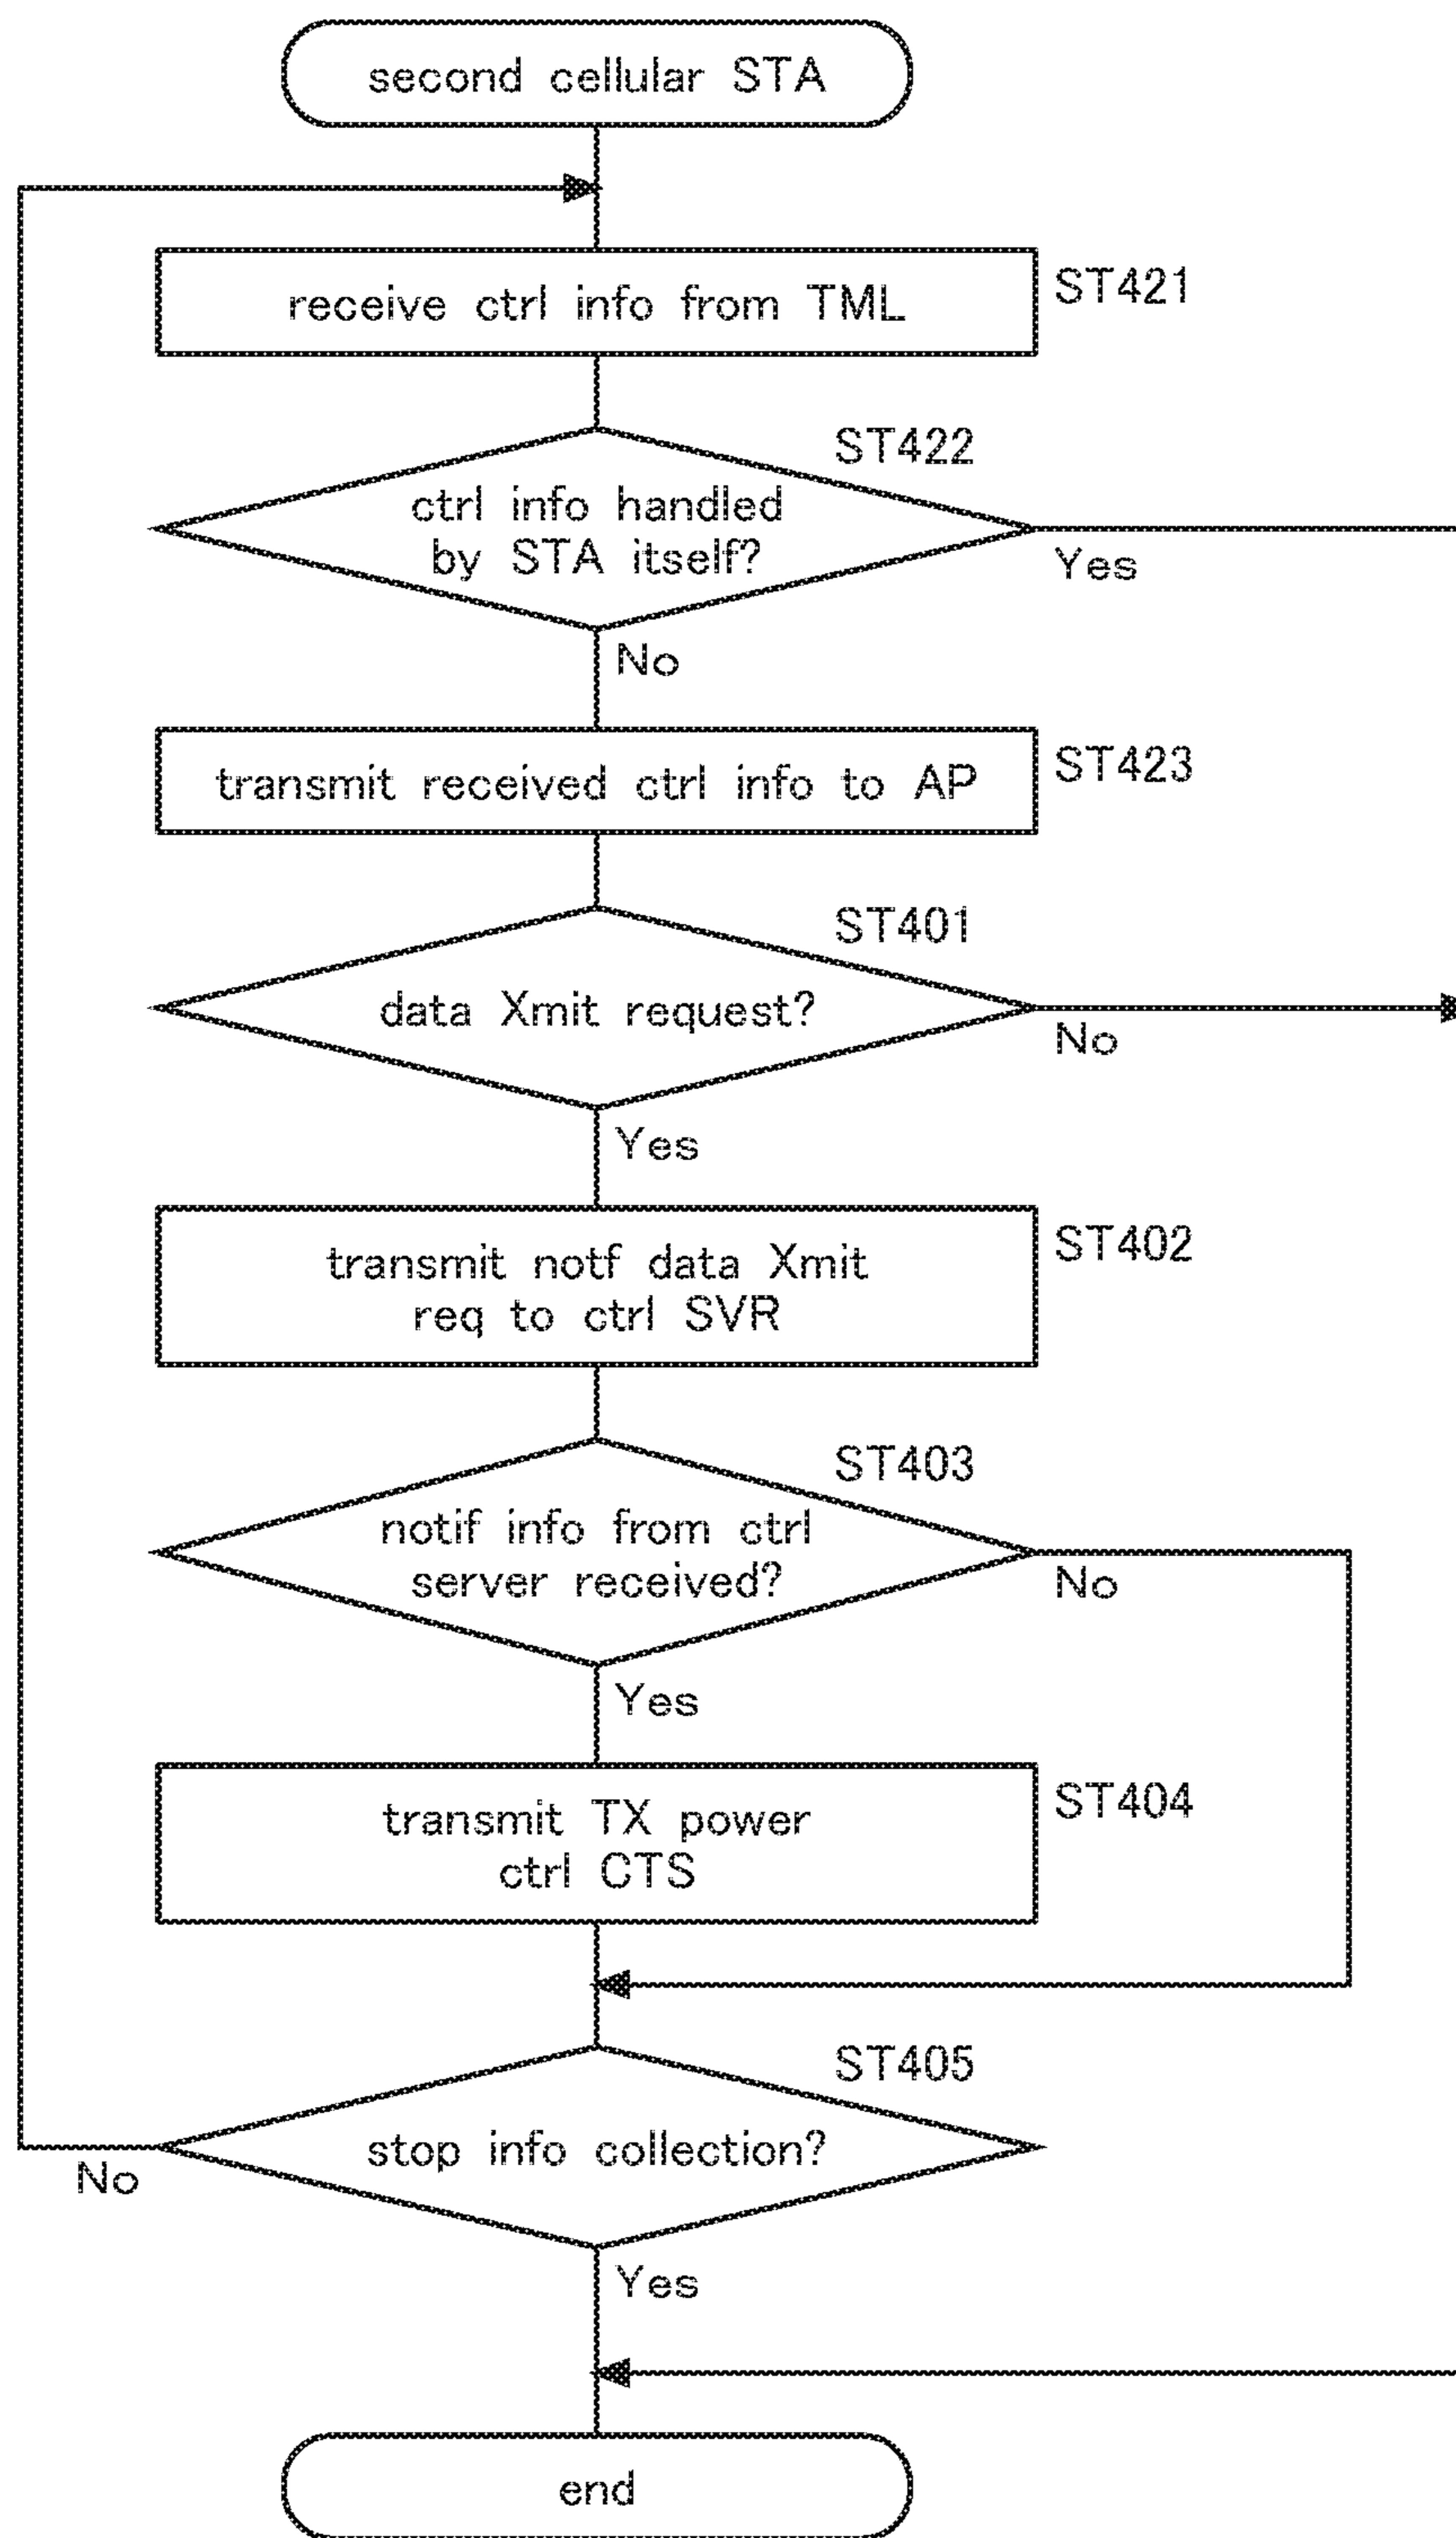 second cellular STA
receive ctrl info from TML
ST421
ST422
ctrl info handled
by STA itself?
Yes
No
transmit received ctrl info to AP
ST423
ST401
data Xmit request?
No
Yes
transmit notf data Xmit
req to ctrl SVR
ST402
ST403
notif info from ctrl
server received?
No
Yes
transmit TX power
ctrl CTS
ST404
ST405
stop info collection?
No
Yes
end